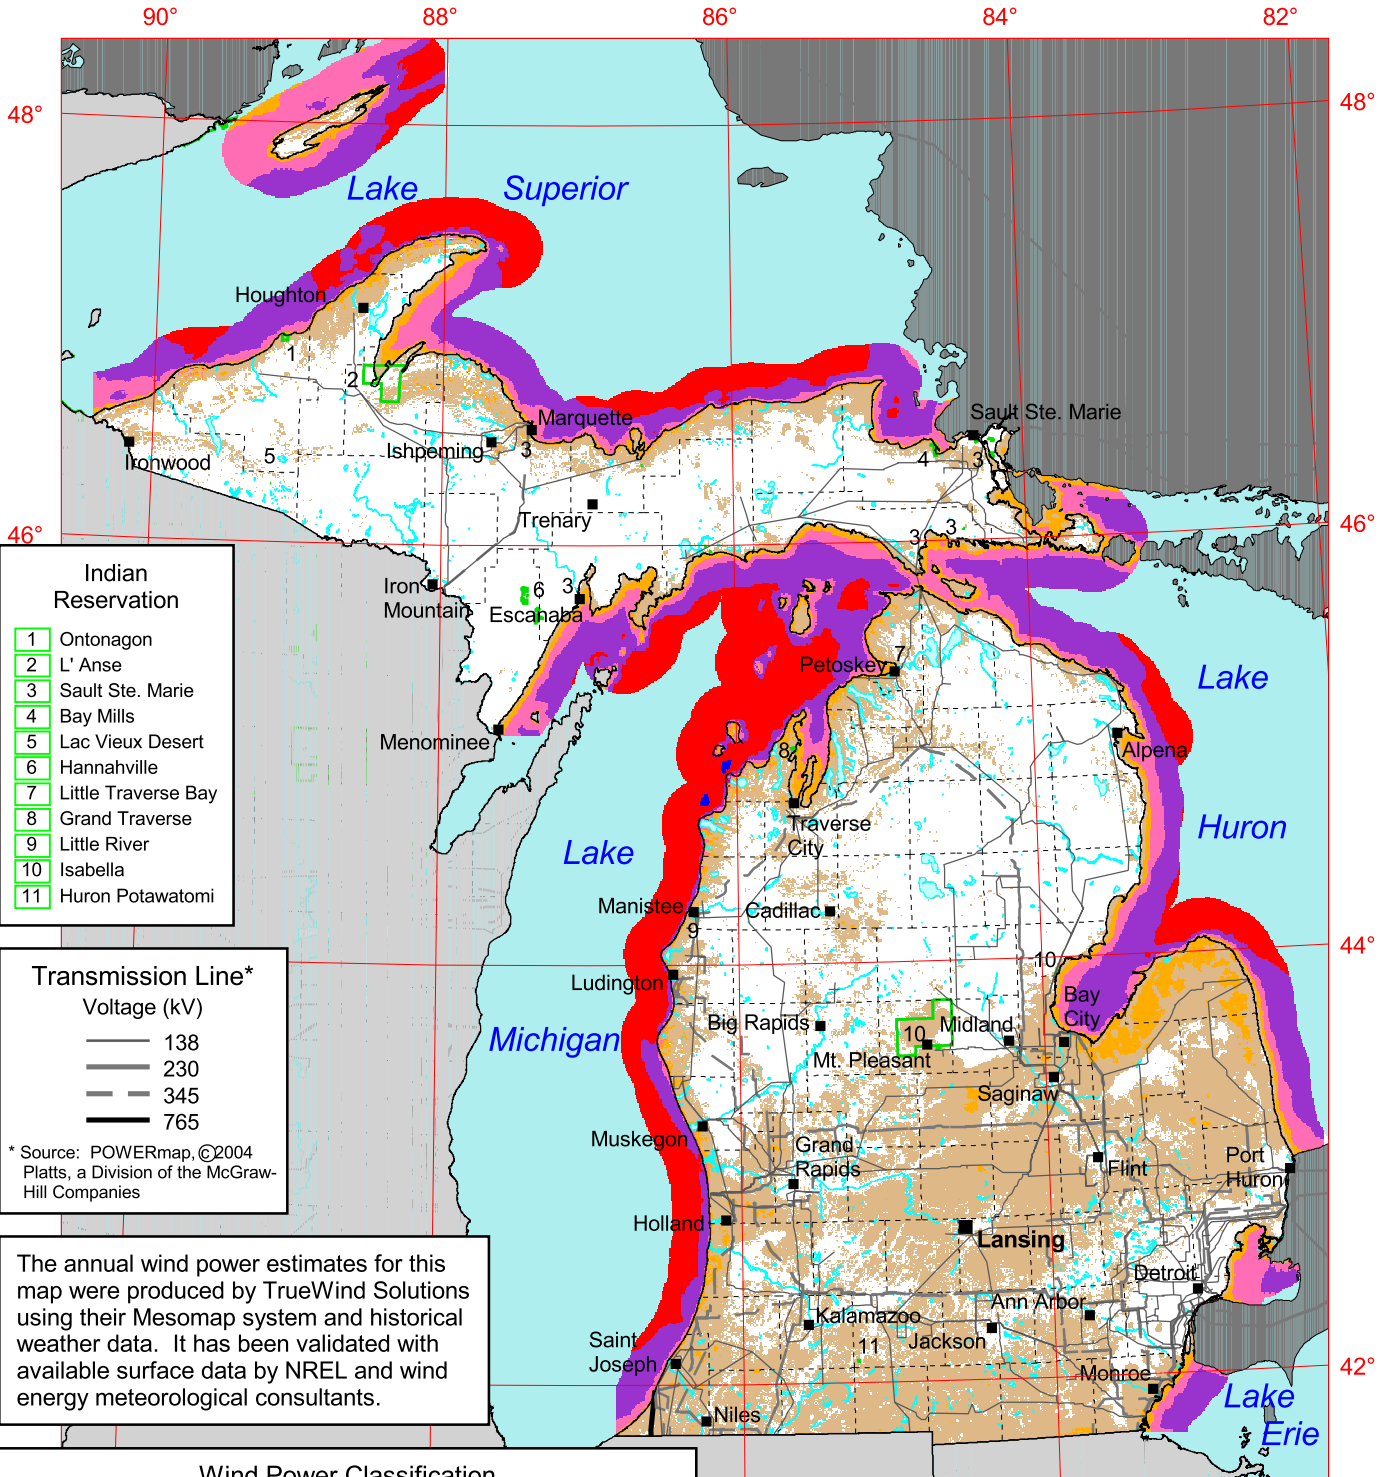 90°
88°
86°
84°
82°
48°
48°
Lake Superior
Houghton
1
2
Marquette
Sault Ste. Marie
Ishpeming
3
4
3
Ironwood
5
Trenary
3
3
46°
46°
Iron
Mountain
6
3
Escanaba
Petoskey
7
Menominee
Lake
Huron
Alpena
8
Traverse
City
Lake
Michigan
Manistee
9
Cadillac
44°
10
Ludington
Bay
City
Big Rapids
10
Midland
Mt. Pleasant
Saginaw
Muskegon
Grand
Rapids
Flint
Port
Huron
Holland
Lansing
Detroit
Ann Arbor
Kalamazoo
Jackson
11
Saint
Joseph
Monroe
42°
Niles
Lake
Erie
Indian
Reservation
1 Ontonagon
2 L' Anse
3 Sault Ste. Marie
4 Bay Mills
5 Lac Vieux Desert
6 Hannahville
7 Little Traverse Bay
8 Grand Traverse
9 Little River
10 Isabella
11 Huron Potawatomi
Transmission Line*
Voltage (kV)
138
230
345
765
* Source: POWERmap, ©2004
Platts, a Division of the McGraw-
Hill Companies
The annual wind power estimates for this
map were produced by TrueWind Solutions
using their Mesomap system and historical
weather data. It has been validated with
available surface data by NREL and wind
energy meteorological consultants.
Wind Power Classification